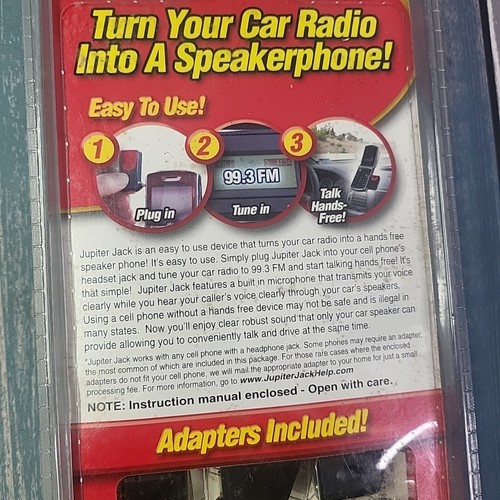 Turn Your Car Radio
Into A Speakerphone!
Easy To Use!
1
2
3
99.3 FM
Plug in
Tune in
Talk
Hands-
Free!
Jupiter Jack is an easy to use device that turns your car radio into a hands free
speaker phone! It's easy to use. Simply plug Jupiter Jack into your cell phone's
headset jack and tune your car radio to 99.3 FM and start talking hands free! It's
that simple! Jupiter Jack features a built in microphone that transmits your voice
clearly while you hear your caller's voice clearly through your car's speakers.
Using a cell phone without a hands free device may not be safe and is illegal in
many states. Now you'll enjoy clear robust sound that only your car speaker can
provide allowing you to conveniently talk and drive at the same time.
*Jupiter Jack works with any cell phone with a headphone jack. Some phones may require an adapter,
the most common of which are included in this package. For those rare cases where the enclosed
adapters do not fit your cell phone, we will mail the appropriate adapter to your home for just a small
processing fee. For more information, go to www.JupiterJackHelp.com
NOTE: Instruction manual enclosed - Open with care.
Adapters Included!